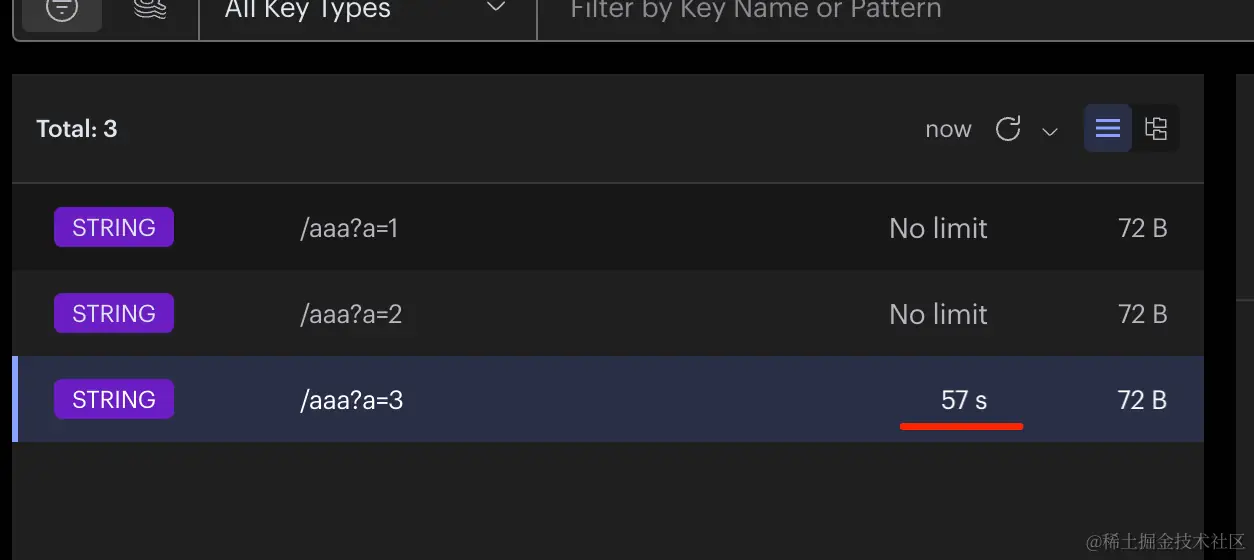 All Key Types Filter by Key Name or Pattern
Total: 3 now
STRING /aaa?a=1 No limit 72 B
STRING /aaa?a=2 No limit 72 B
STRING /aaa?a=3 57 s 72 B
@稀土掘金技术社区